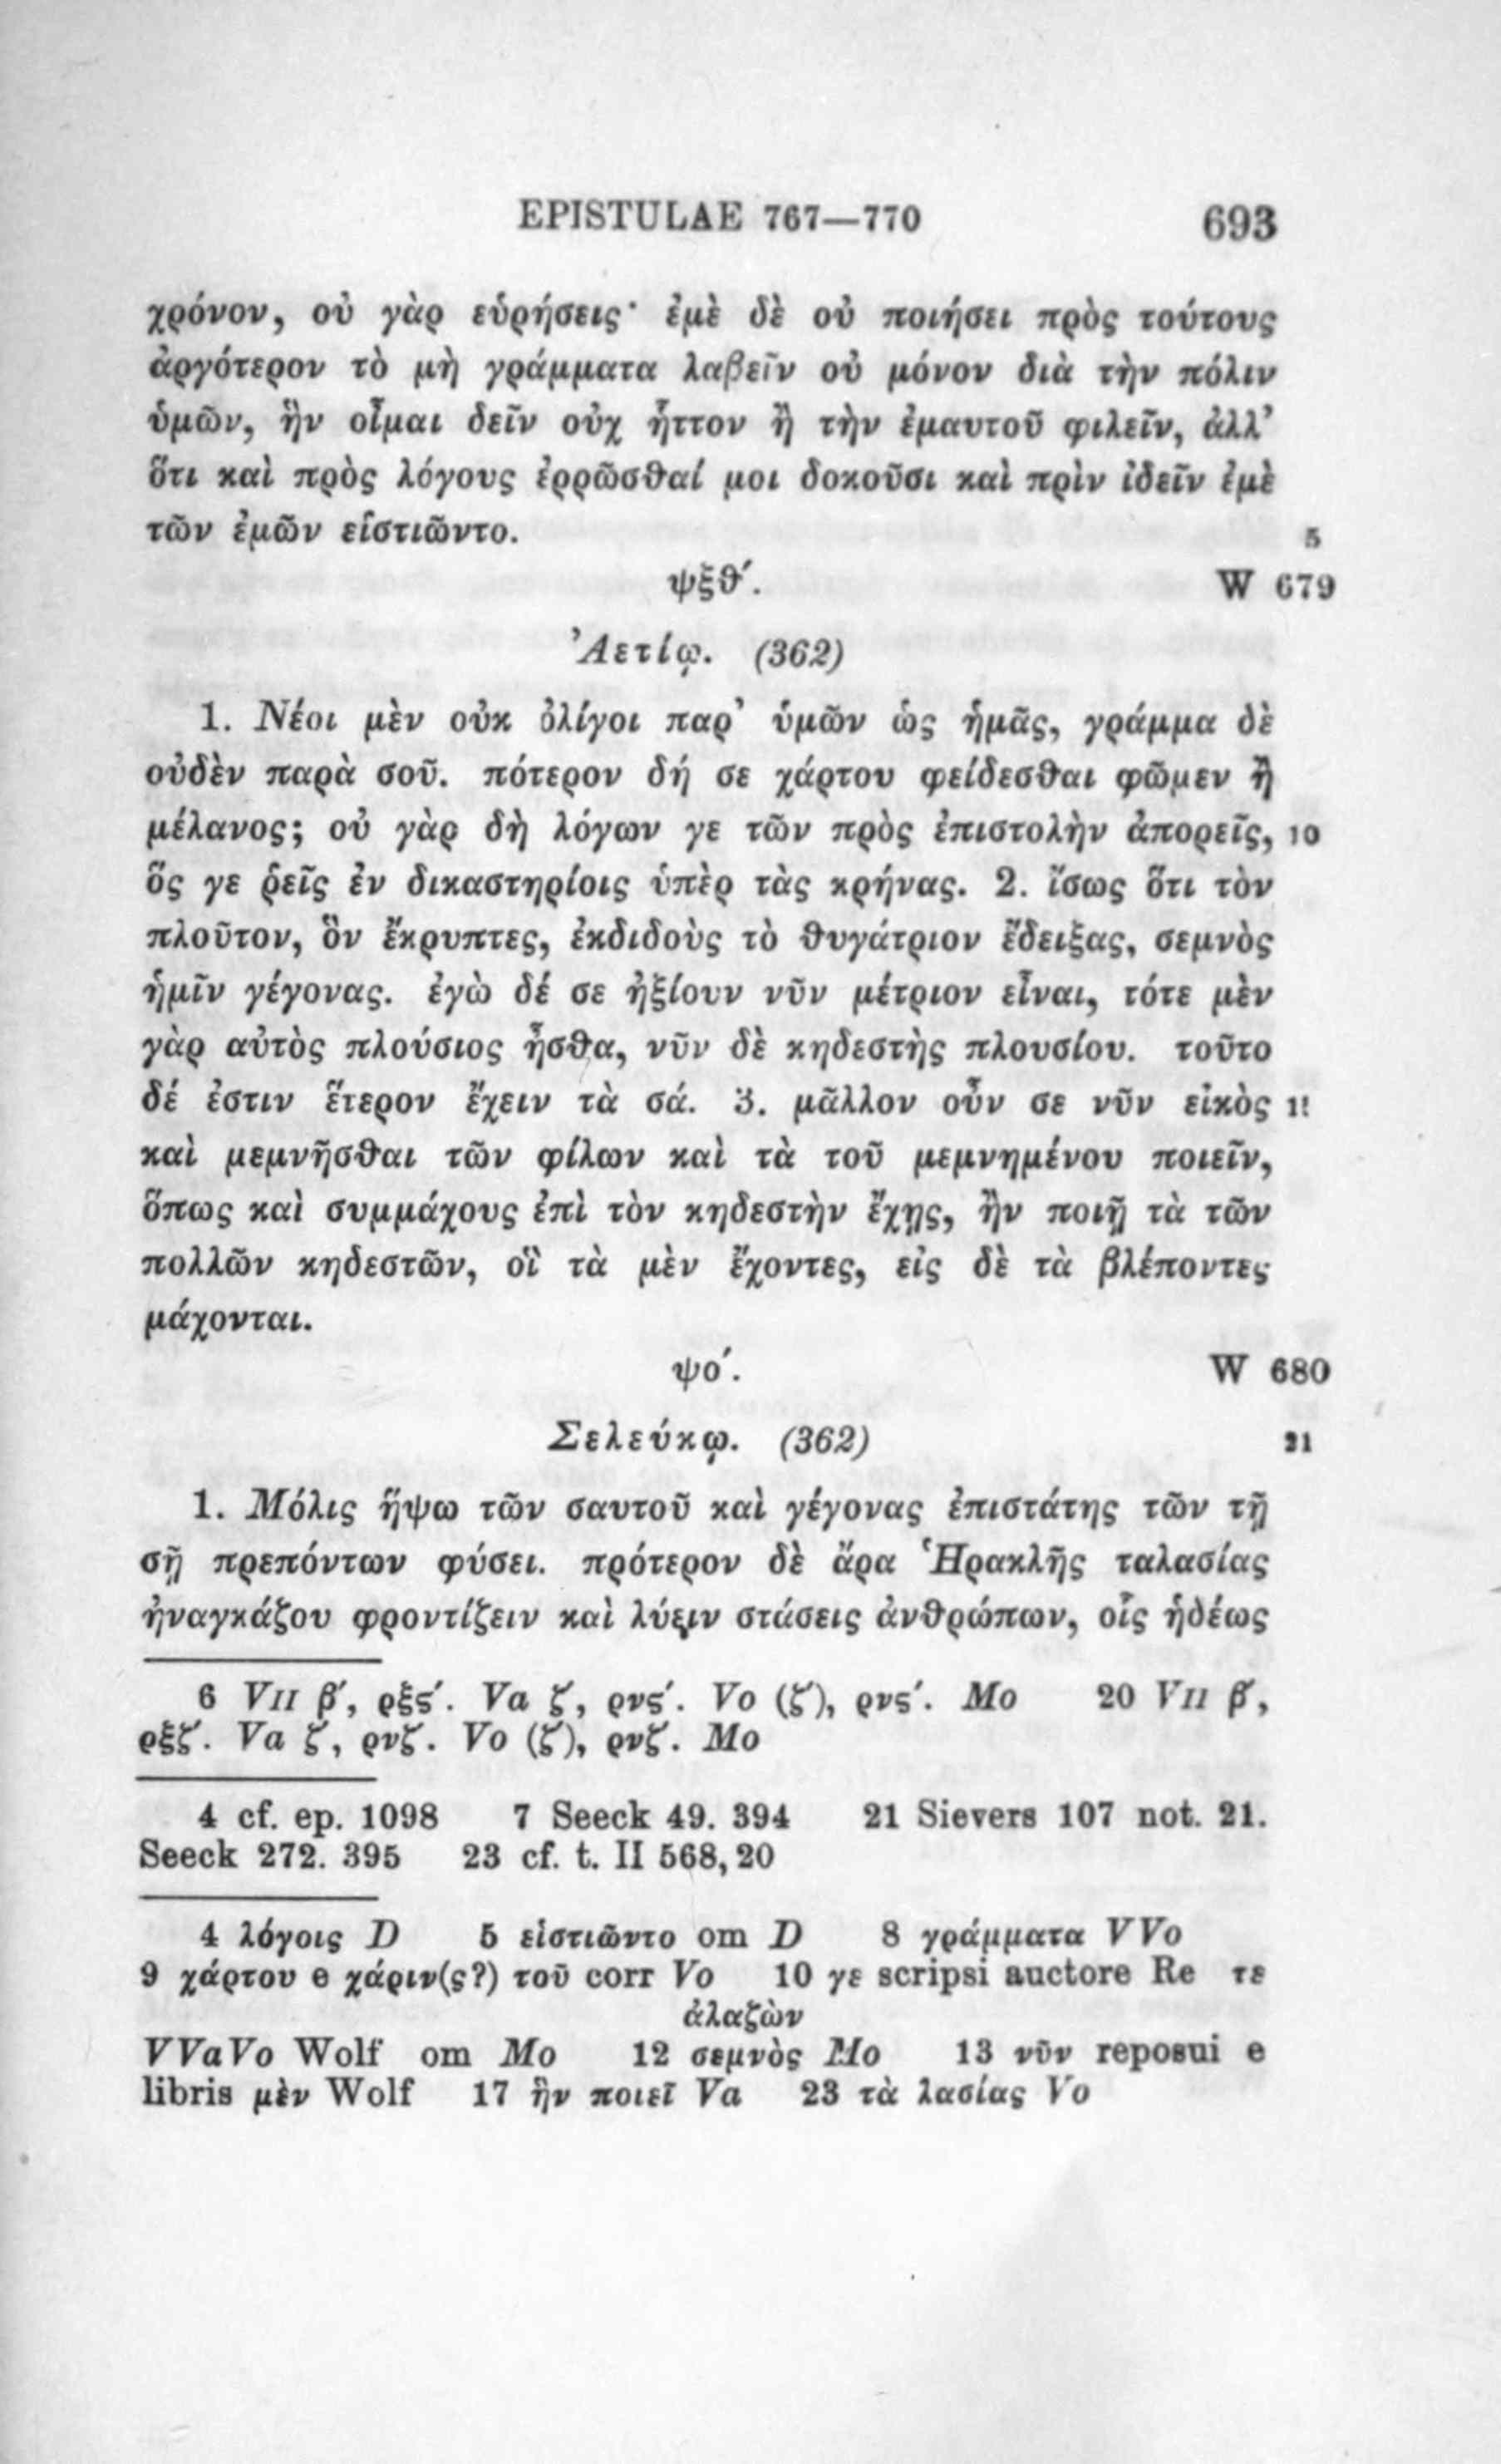 EPISTULAE 767—770 693
χρόνον, οὐ γὰρ εὑρήσεις· ἐμὲ δὲ οὐ ποιήσει πρὸς τούτους
ἀργότερον τὸ μὴ γράμματα λαβεῖν οὐ μόνον διὰ τὴν πόλιν
ὑμῶν, ἣν οἶμαι δεῖν οὐχ ἧττον ἢ τὴν ἐμαυτοῦ φιλεῖν, ἀλλ’
ὅτι καὶ πρὸς λόγους ἐρρῶσθαί μοι δοκοῦσι καὶ πρὶν ἰδεῖν ἐμὲ
τῶν ἐμῶν εἱστιῶντο. 5
ψξθ′. W 679
Ἀετίῳ. (362)
1. Νέοι μὲν οὐκ ὀλίγοι παρ’ ὑμῶν ὡς ἡμᾶς, γράμμα δὲ
οὐδὲν παρὰ σοῦ. πότερον δή σε χάρτου φείδεσθαι φῶμεν ἢ
μέλανος; οὐ γὰρ δὴ λόγων γε τῶν πρὸς ἐπιστολὴν ἀπορεῖς, 10
ὅς γε ῥεῖς ἐν δικαστηρίοις ὑπὲρ τὰς κρήνας. 2. ἴσως ὅτι τὸν
πλοῦτον, ὃν ἔκρυπτες, ἐκδιδοὺς τὸ θυγάτριον ἔδειξας, σεμνὸς
ἡμῖν γέγονας. ἐγὼ δέ σε ἠξίουν νῦν μέτριον εἶναι, τότε μὲν
γὰρ αὐτὸς πλούσιος ἦσθα, νῦν δὲ κηδεστὴς πλουσίου. τοῦτο
δέ ἐστιν ἕτερον ἔχειν τὰ σά. 3. μᾶλλον οὖν σε νῦν εἰκὸς 15
καὶ μεμνῆσθαι τῶν φίλων καὶ τὰ τοῦ μεμνημένου ποιεῖν,
ὅπως καὶ συμμάχους ἐπὶ τὸν κηδεστὴν ἔχῃς, ἢν ποιῇ τὰ τῶν
πολλῶν κηδεστῶν, οἳ τὰ μὲν ἔχοντες, εἰς δὲ τὰ βλέποντες
μάχονται.
ψο′. W 680
Σελεύκῳ. (362) 21
1. Μόλις ἥψω τῶν σαυτοῦ καὶ γέγονας ἐπιστάτης τῶν τῇ
σῇ πρεπόντων φύσει. πρότερον δὲ ἄρα Ἡρακλῆς ταλασίας
ἠναγκάζου φροντίζειν καὶ λύειν στάσεις ἀνθρώπων, οἷς ἡδέως
6 VII β′, ρξς′. Va ζ′, ρνς′. Vo (ζ′), ρνς′. Mo 20 VII β′,
ρξζ′. Va ζ′, ρνζ′. Vo (ζ′), ρνζ′. Mo
4 cf. ep. 1098 7 Seeck 49. 394 21 Sievers 107 not. 21.
Seeck 272. 395 23 cf. t. II 568,20
4 λόγοις D 5 εἱστιῶντο om D 8 γράμματα V Vo
9 χάρτου e χάριν(ς?) τοῦ corr Vo 10 γε scripsi auctore Re τε
ἀλαζὼν
V Va Vo Wolf om Mo 12 σεμνὸς Mo 13 νῦν reposui e
libris μὲν Wolf 17 ἢν ποιεῖ Va 23 τὰ λασίας Vo